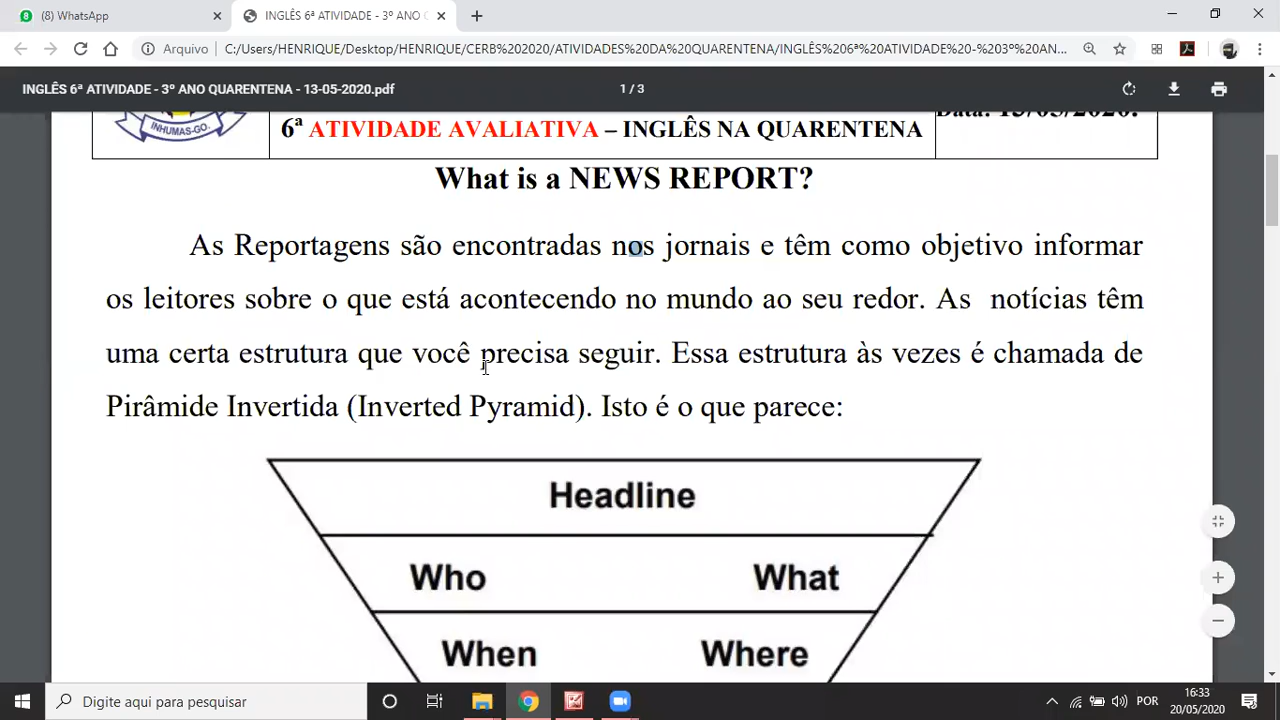 (8) WhatsApp
INGLÊS 6ª ATIVIDADE - 3º ANO
Arquivo
C:/Users/HENRIQUE/Desktop/HENRIQUE/CERB%202020/ATIVIDADES%20DA%20QUARENTENA/INGLÊS%206ª%20ATIVIDADE%20-%203º%20AN...
INGLÊS 6ª ATIVIDADE - 3º ANO QUARENTENA - 13-05-2020.pdf
1 / 3
INHUMAS-GO.
6ª ATIVIDADE AVALIATIVA – INGLÊS NA QUARENTENA
Data: 13/05/2020.
What is a NEWS REPORT?
As Reportagens são encontradas nos jornais e têm como objetivo informar
os leitores sobre o que está acontecendo no mundo ao seu redor. As notícias têm
uma certa estrutura que você precisa seguir. Essa estrutura às vezes é chamada de
Pirâmide Invertida (Inverted Pyramid). Isto é o que parece:
Headline
Who What
When Where
Digite aqui para pesquisar
POR
16:33
20/05/2020